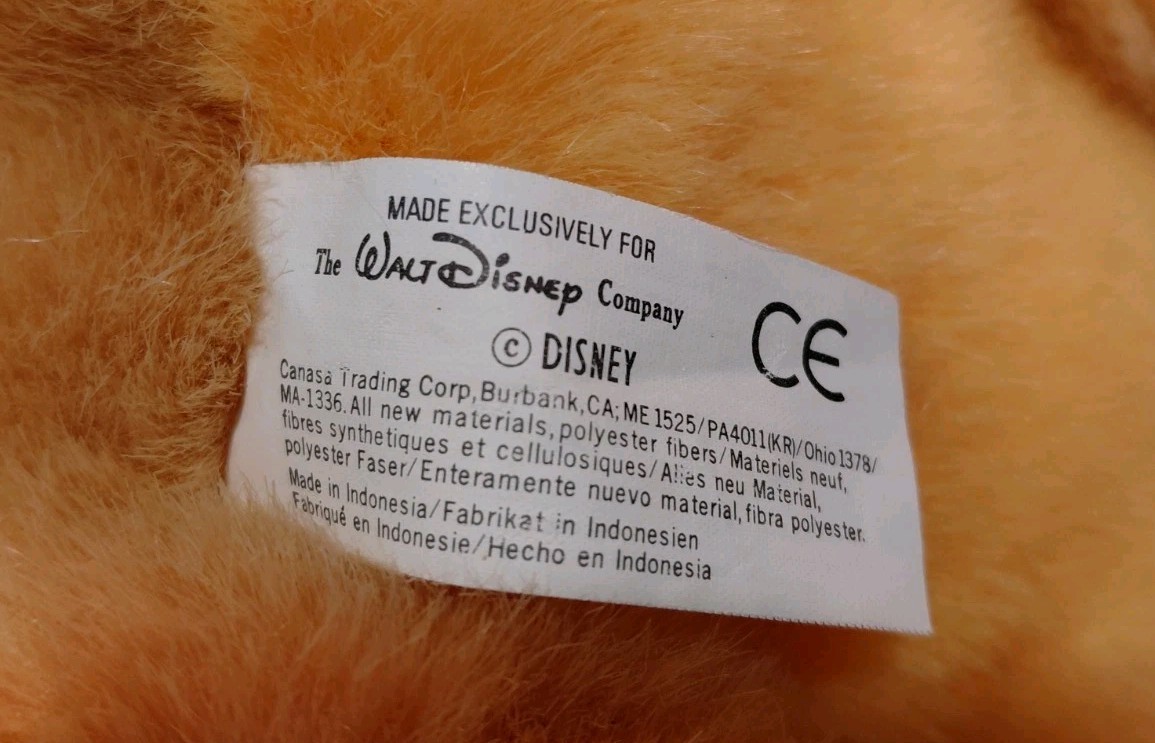 MADE EXCLUSIVELY FOR
The WALT DISNEY Company
© DISNEY
CE
Canasa Trading Corp, Burbank, CA; ME 1525/PA4011(KR)/Ohio 1378/
MA-1336. All new materials, polyester fibers/Materiels neuf,
fibres synthetiques et cellulosiques/Alles neu Material,
polyester Faser/Enteramente nuevo material, fibra polyester.
Made in Indonesia/Fabrikat in Indonesien
Fabriqué en Indonesie/Hecho en Indonesia